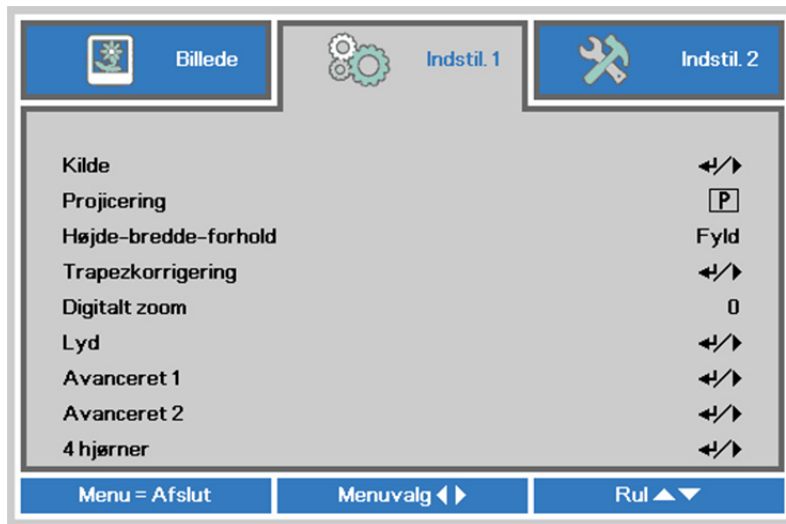 Billede Indstil. 1 Indstil. 2
Kilde ↵/▶
Projicering P
Højde-bredde-forhold Fyld
Trapezkorrigering ↵/▶
Digitalt zoom 0
Lyd ↵/▶
Avanceret 1 ↵/▶
Avanceret 2 ↵/▶
4 hjørner ↵/▶
Menu = Afslut Menuvalg ◀ ▶ Rul ▲▼